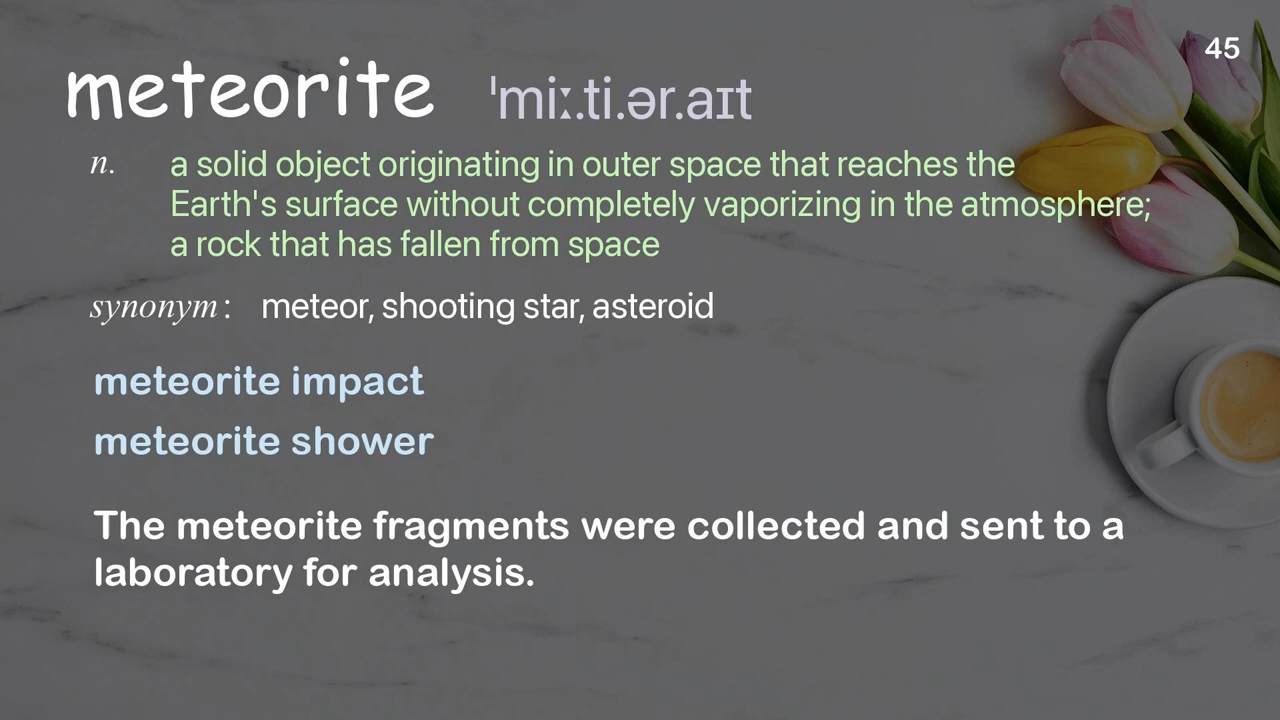 45
meteorite ˈmiː.ti.ər.aɪt
n. a solid object originating in outer space that reaches the
Earth's surface without completely vaporizing in the atmosphere;
a rock that has fallen from space
synonym: meteor, shooting star, asteroid
meteorite impact
meteorite shower
The meteorite fragments were collected and sent to a
laboratory for analysis.